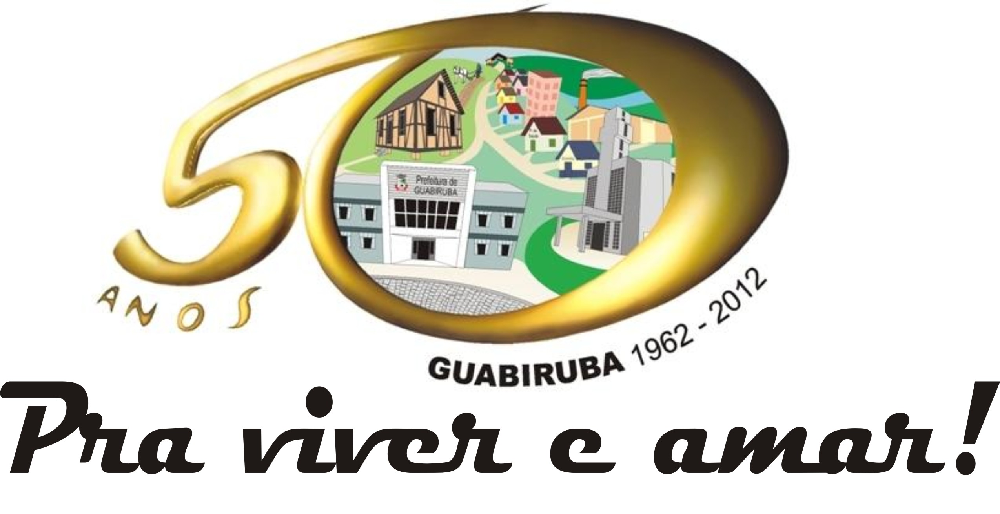 50
ANOS
Prefeitura de
GUABIRUBA
GUABIRUBA 1962 - 2012
Pra viver e amar!